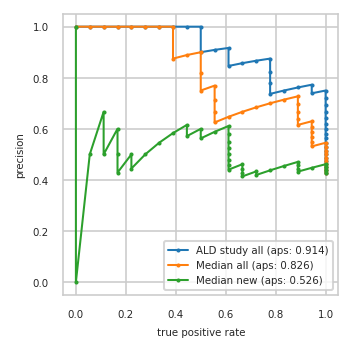 1.0
0.8
0.6
0.4
0.2
0.0
precision
0.0 0.2 0.4 0.6 0.8 1.0
true positive rate
ALD study all (aps: 0.914)
Median all (aps: 0.826)
Median new (aps: 0.526)